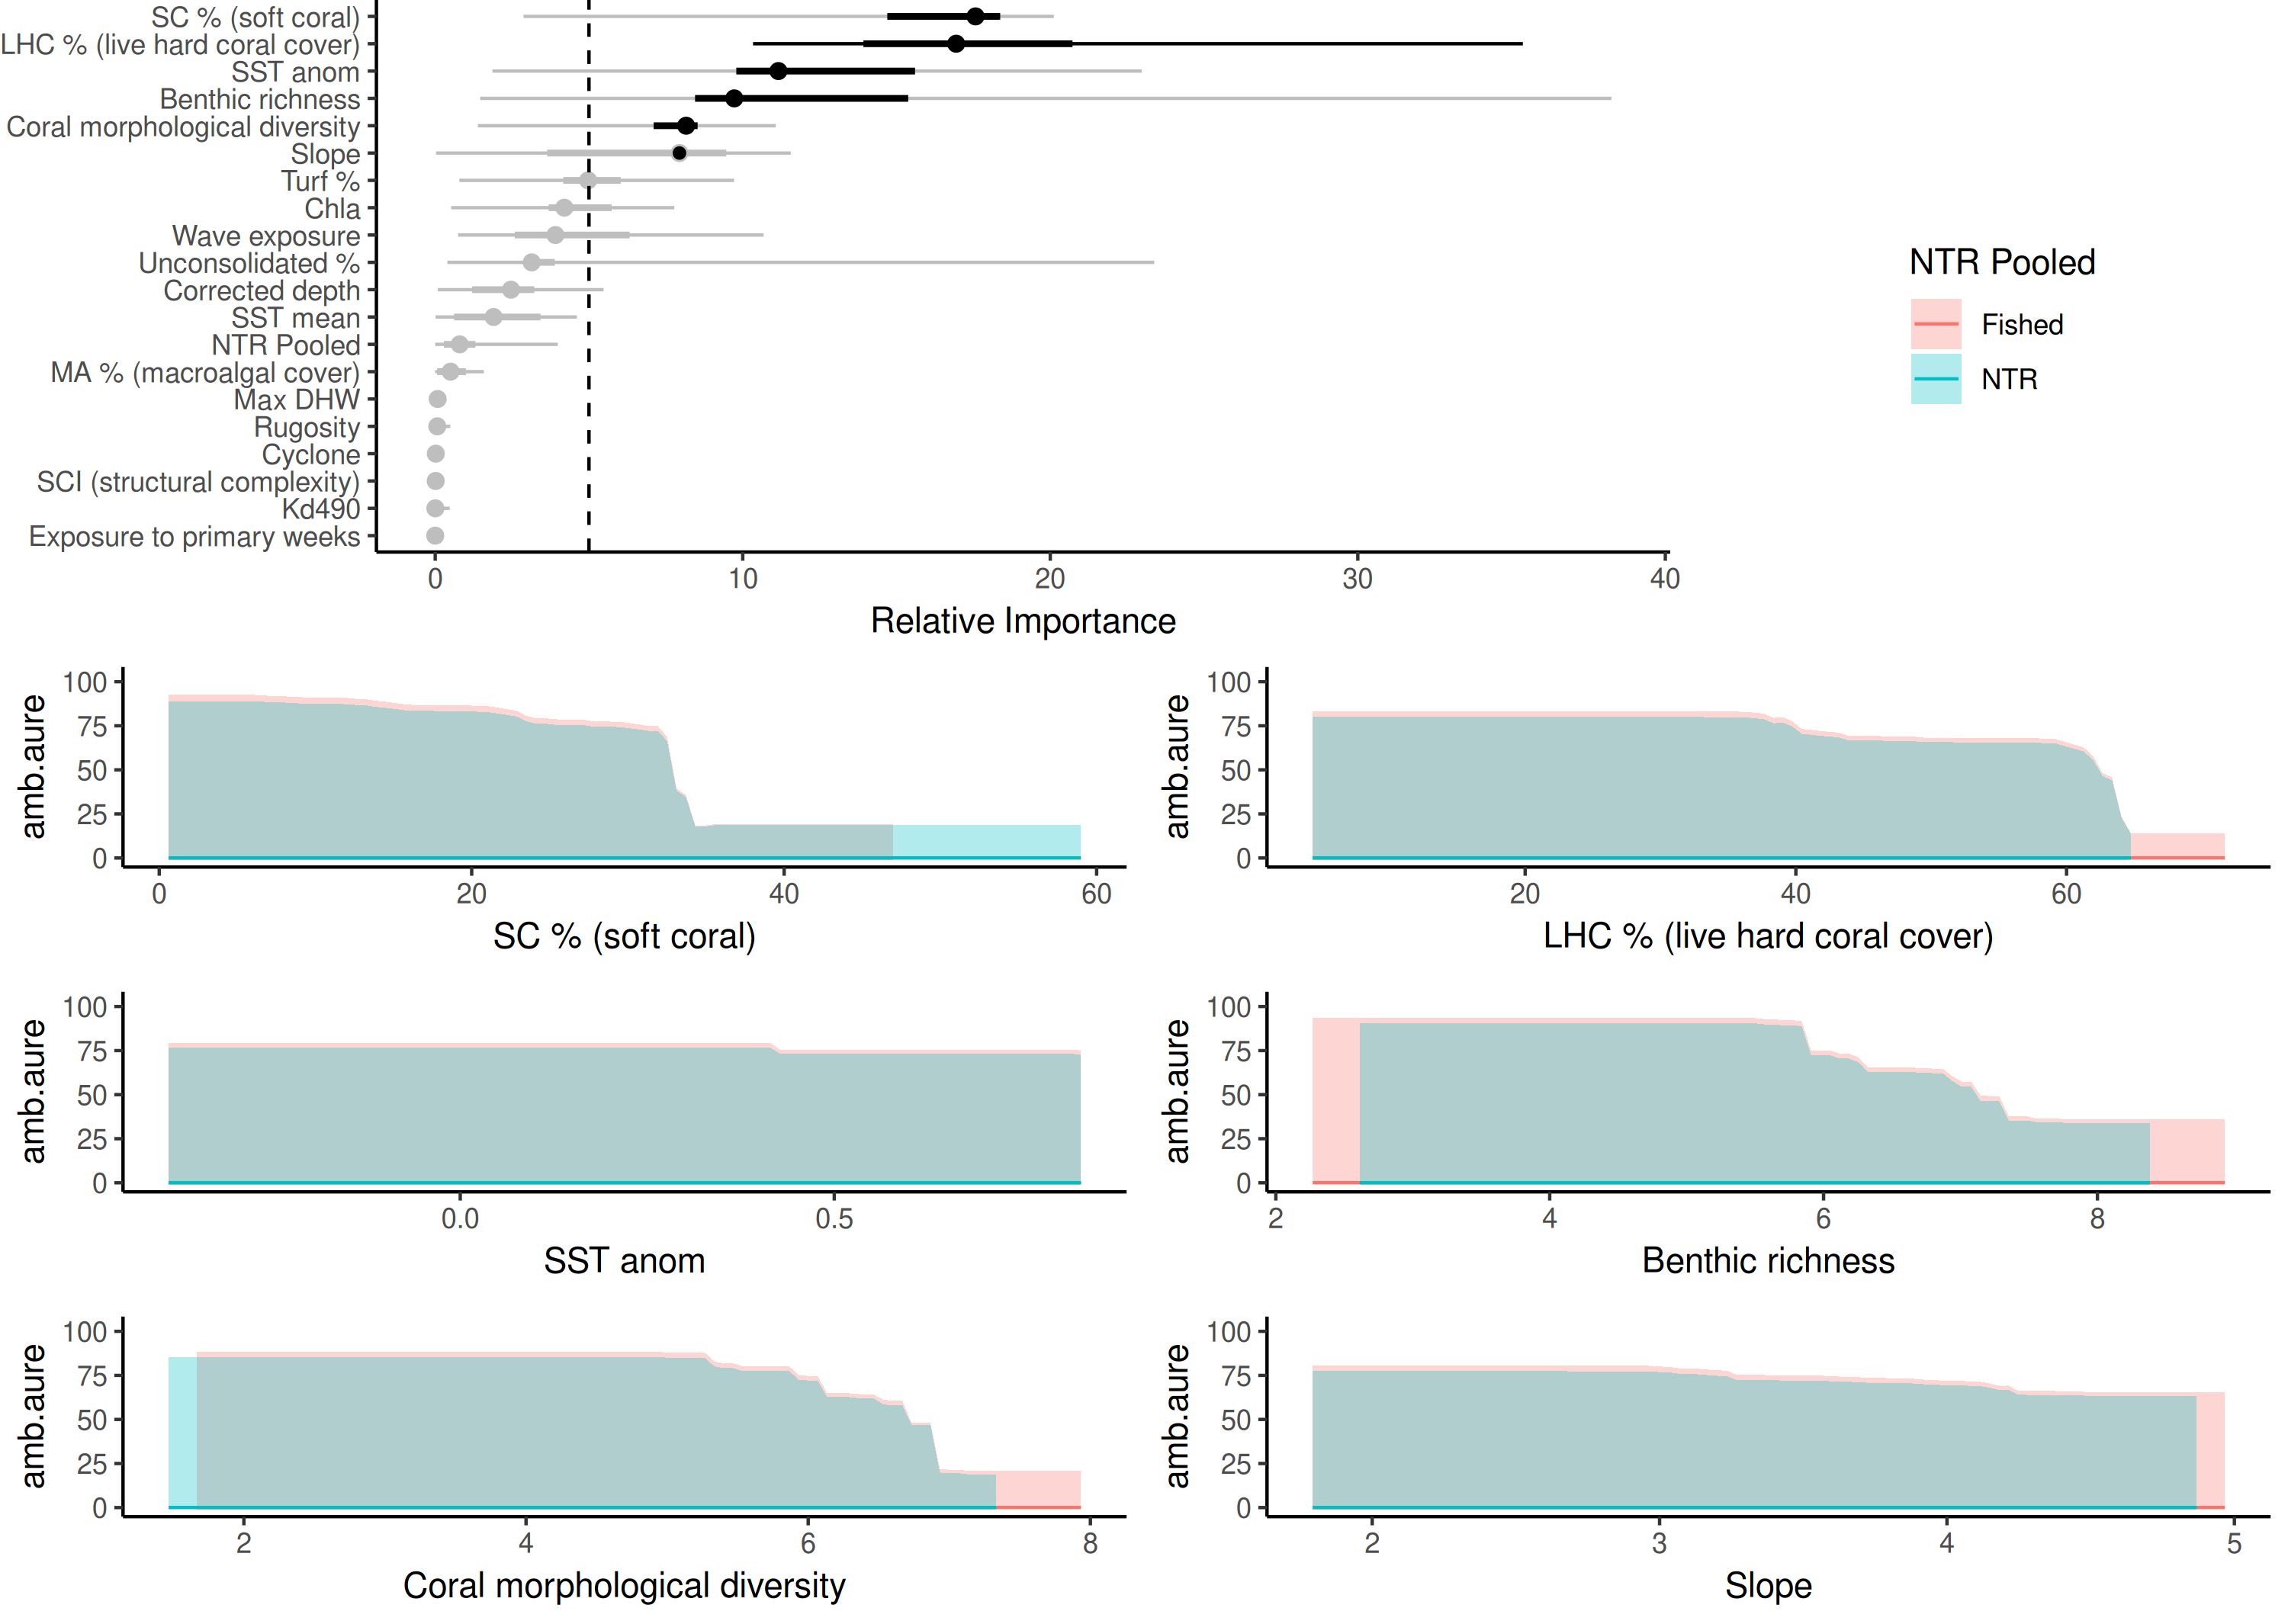 SC % (soft coral)
LHC % (live hard coral cover)
SST anom
Benthic richness
Coral morphological diversity
Slope
Turf %
Chla
Wave exposure
Unconsolidated %
Corrected depth
SST mean
NTR Pooled
MA % (macroalgal cover)
Max DHW
Rugosity
Cyclone
SCI (structural complexity)
Kd490
Exposure to primary weeks
0 10 20 30 40
Relative Importance
NTR Pooled
Fished
NTR
amb.aure
100
75
50
25
0
0 20 40 60
SC % (soft coral)
amb.aure
100
75
50
25
0
20 40 60
LHC % (live hard coral cover)
amb.aure
100
75
50
25
0
0.0 0.5
SST anom
amb.aure
100
75
50
25
0
2 4 6 8
Benthic richness
amb.aure
100
75
50
25
0
2 4 6 8
Coral morphological diversity
amb.aure
100
75
50
25
0
2 3 4 5
Slope